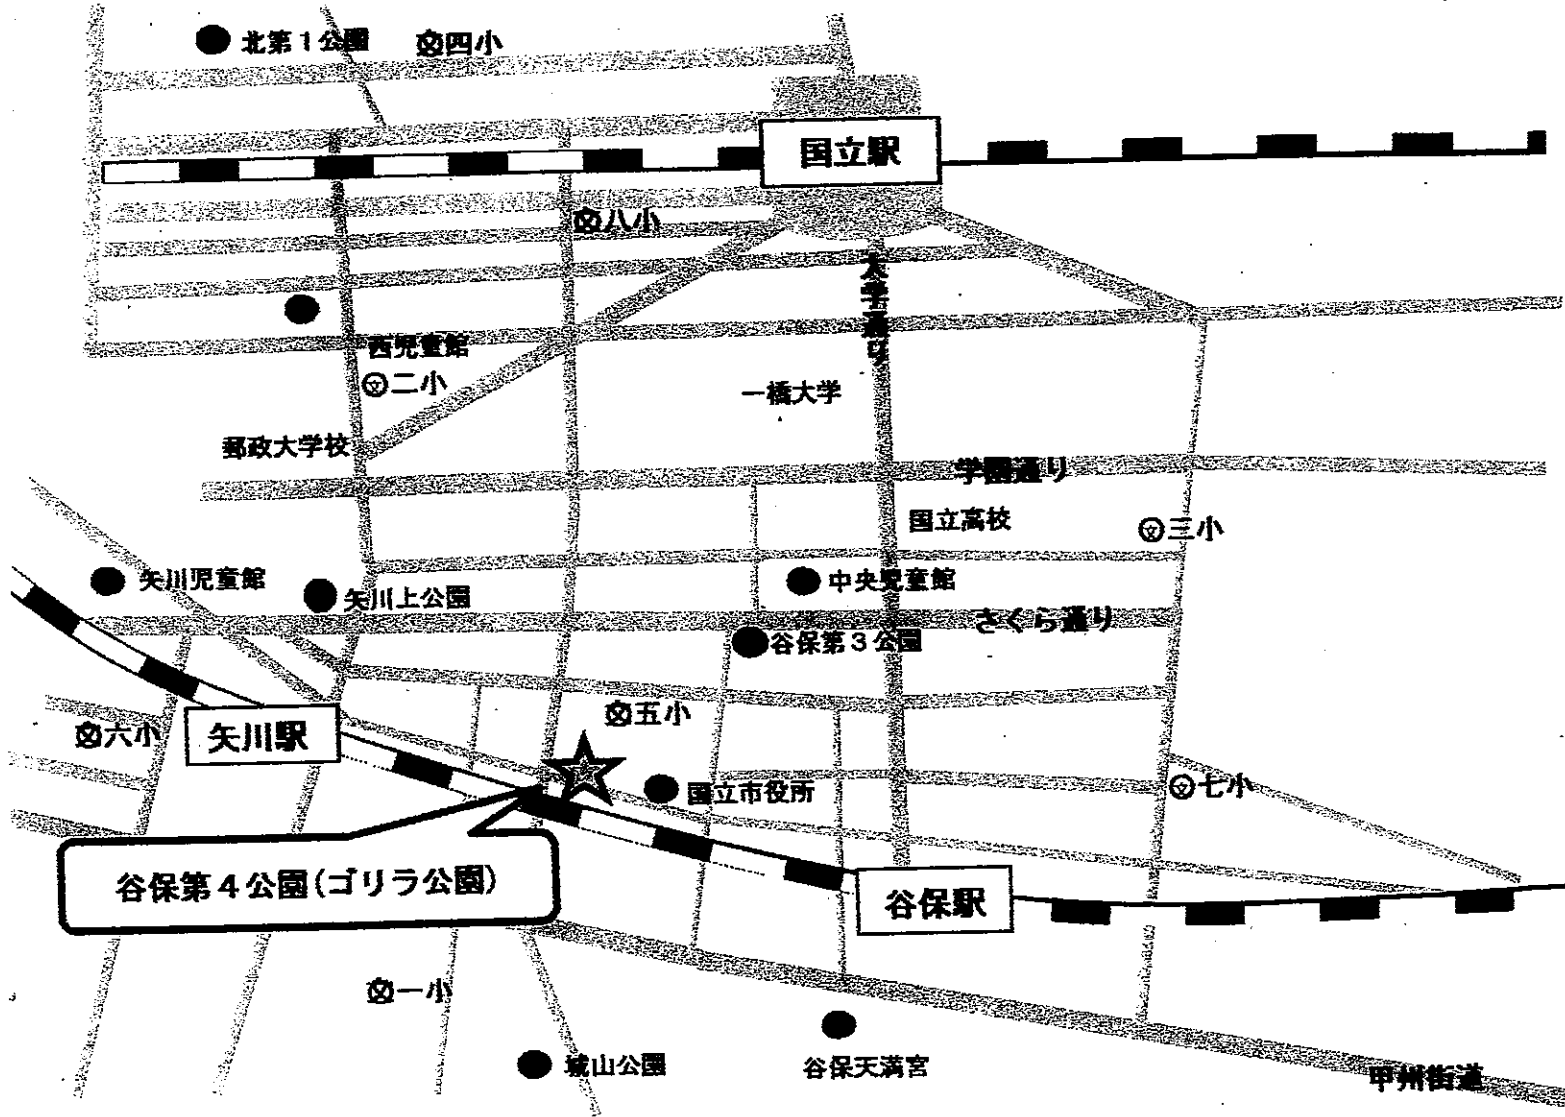 北第1公園
四小
国立駅
八小
大学通り
西児童館
二小
一橋大学
郵政大学校
学園通り
国立高校
三小
矢川児童館
矢川上公園
中央児童館
さくら通り
谷保第3公園
五小
六小
矢川駅
国立市役所
七小
谷保第4公園(ゴリラ公園)
谷保駅
一小
城山公園
谷保天満宮
甲州街道